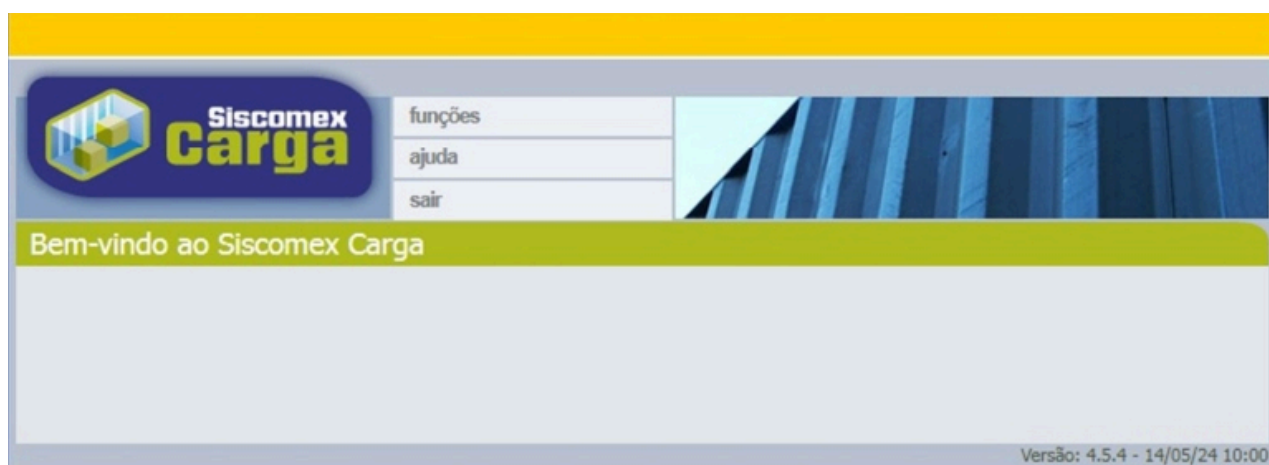 Siscomex
Carga
funções
ajuda
sair
Bem-vindo ao Siscomex Carga
Versão: 4.5.4 - 14/05/24 10:00